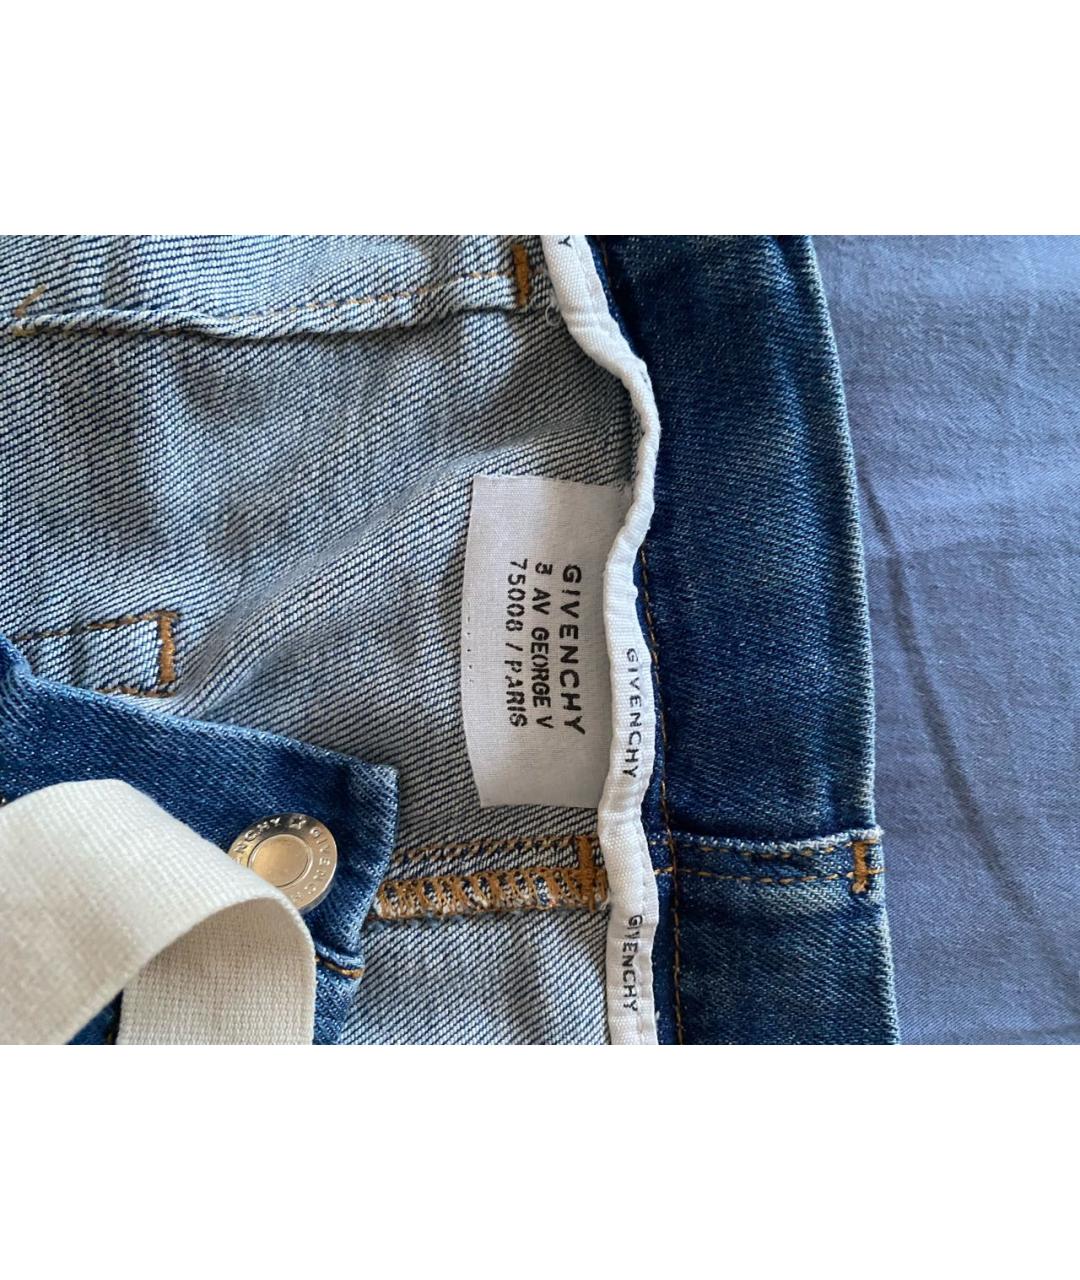 GIVENCHY
3 AV GEORGE V
75008 / PARIS
GIVENCHY
GIVENCHY
GIVENCHY